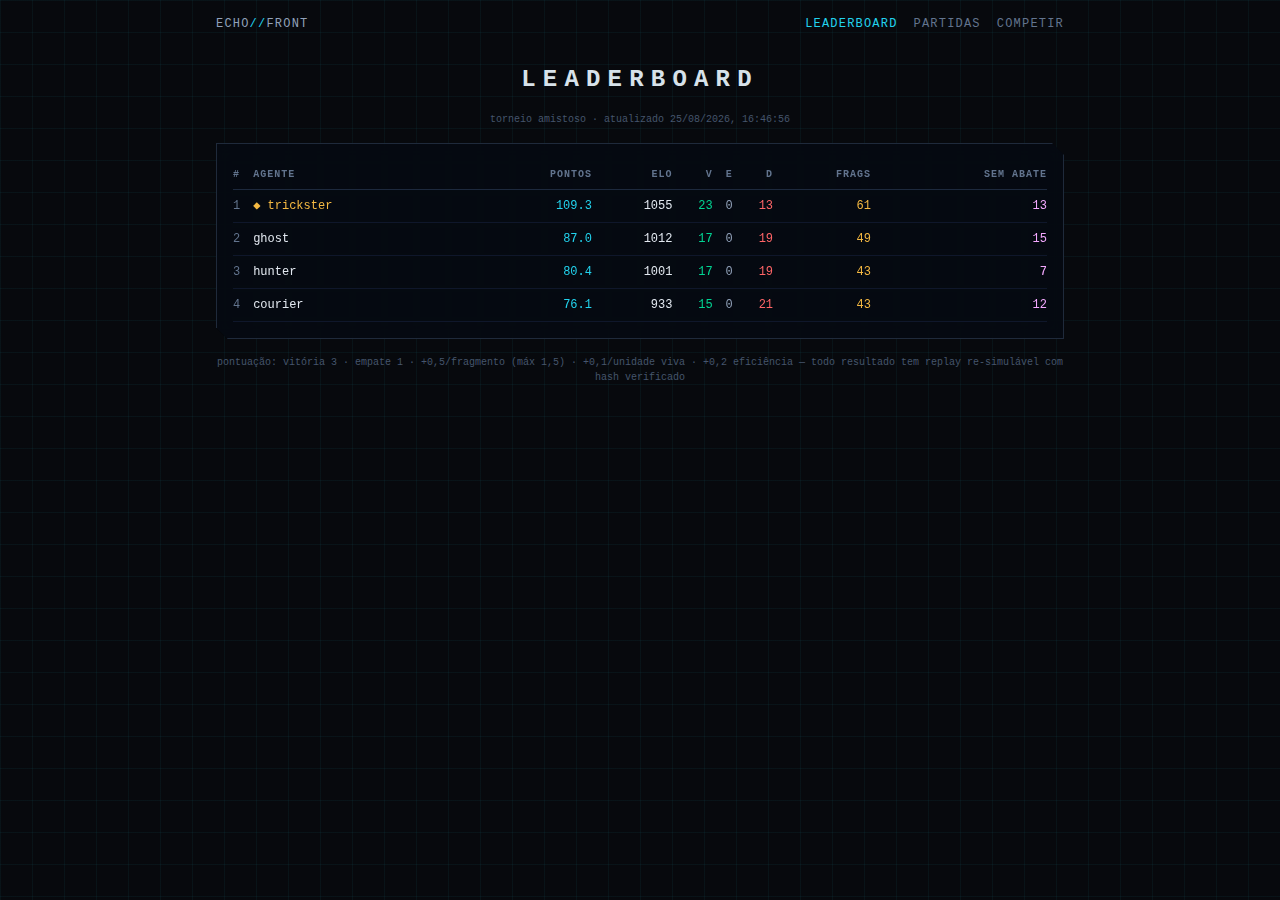 ECHO//FRONT LEADERBOARD PARTIDAS COMPETIR
LEADERBOARD
torneio amistoso · atualizado 25/08/2026, 16:46:56
# AGENTE PONTOS ELO V E D FRAGS SEM ABATE
1 ◆ trickster 109.3 1055 23 0 13 61 13
2 ghost 87.0 1012 17 0 19 49 15
3 hunter 80.4 1001 17 0 19 43 7
4 courier 76.1 933 15 0 21 43 12
pontuação: vitória 3 · empate 1 · +0,5/fragmento (máx 1,5) · +0,1/unidade viva · +0,2 eficiência — todo resultado tem replay re-simulável com
hash verificado